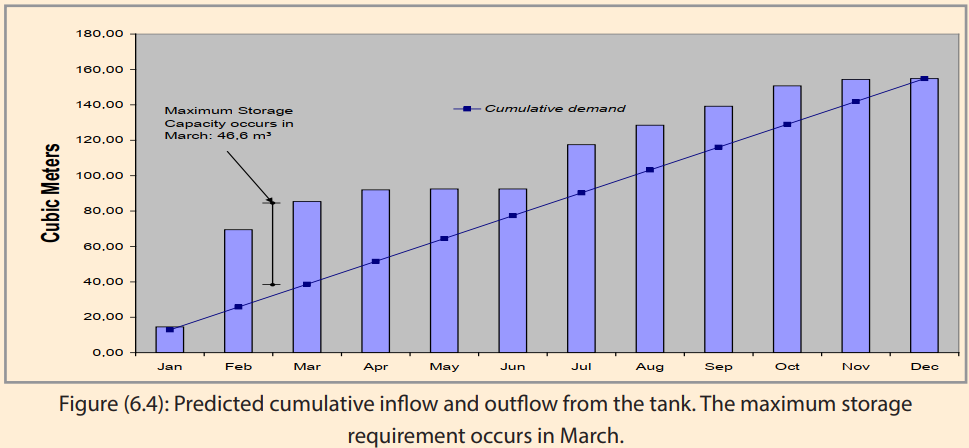 180,00
160,00
140,00
120,00
100,00
80,00
60,00
40,00
20,00
0,00
Cubic Meters
Maximum Storage
Capacity occurs in
March: 46,6 m³
Cumulative demand
Jan Feb Mar Apr May Jun Jul Aug Sep Oct Nov Dec
Figure (6.4): Predicted cumulative inflow and outflow from the tank. The maximum storage
requirement occurs in March.